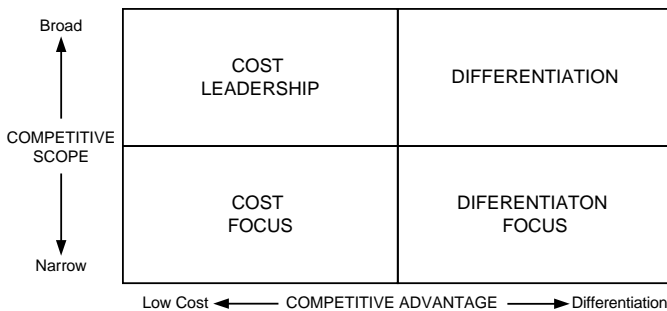 Broad
COST
LEADERSHIP
DIFFERENTIATION
COMPETITIVE
SCOPE
COST
FOCUS
DIFERENTIATON
FOCUS
Narrow
Low Cost COMPETITIVE ADVANTAGE Differentiation